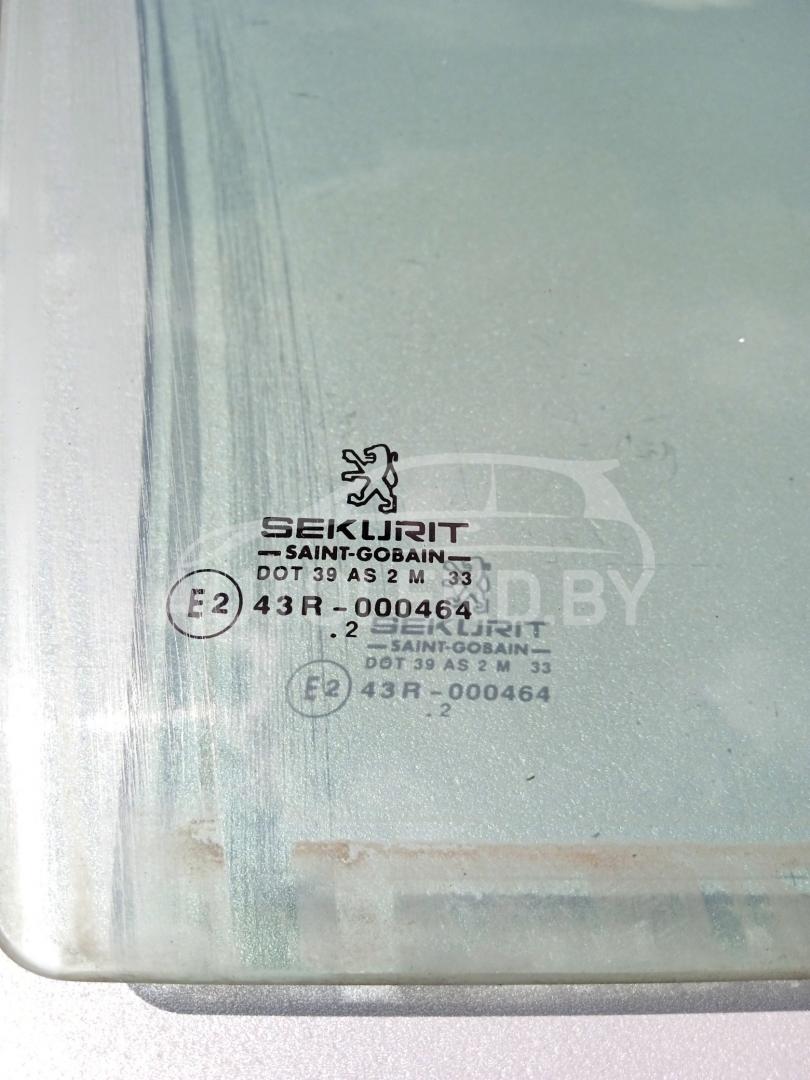 SEKURIT
SAINT-GOBAIN
DOT 39 AS 2 M 33
E2 43R-000464
.2
SEKURIT
SAINT-GOBAIN
DOT 39 AS 2 M 33
E2 43R-000464
.2